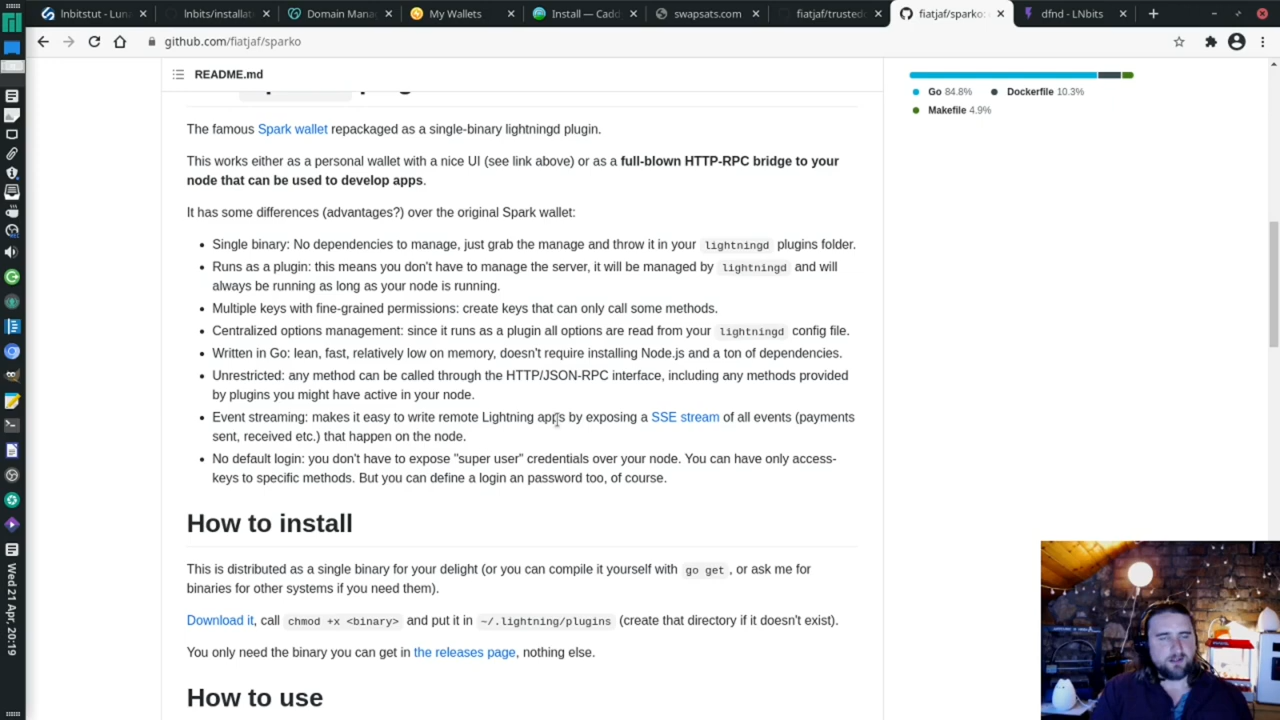 lnbitstut - Luna
lnbits/installat
Domain Mana
My Wallets
Install — Cadd
swapsats.com
fiatjaf/trustedc
fiatjaf/sparko:
dfnd - LNbits
github.com/fiatjaf/sparko
README.md
Go 84.8%
Dockerfile 10.3%
Makefile 4.9%
The famous Spark wallet repackaged as a single-binary lightningd plugin.
This works either as a personal wallet with a nice UI (see link above) or as a full-blown HTTP-RPC bridge to your
node that can be used to develop apps.
It has some differences (advantages?) over the original Spark wallet:
Single binary: No dependencies to manage, just grab the manage and throw it in your lightningd plugins folder.
Runs as a plugin: this means you don't have to manage the server, it will be managed by lightningd and will
always be running as long as your node is running.
Multiple keys with fine-grained permissions: create keys that can only call some methods.
Centralized options management: since it runs as a plugin all options are read from your lightningd config file.
Written in Go: lean, fast, relatively low on memory, doesn't require installing Node.js and a ton of dependencies.
Unrestricted: any method can be called through the HTTP/JSON-RPC interface, including any methods provided
by plugins you might have active in your node.
Event streaming: makes it easy to write remote Lightning apps by exposing a SSE stream of all events (payments
sent, received etc.) that happen on the node.
No default login: you don't have to expose "super user" credentials over your node. You can have only access-
keys to specific methods. But you can define a login an password too, of course.
How to install
This is distributed as a single binary for your delight (or you can compile it yourself with go get, or ask me for
binaries for other systems if you need them).
Download it, call chmod +x <binary> and put it in ~/.lightning/plugins (create that directory if it doesn't exist).
You only need the binary you can get in the releases page, nothing else.
How to use
Wed 21 Apr, 20:19